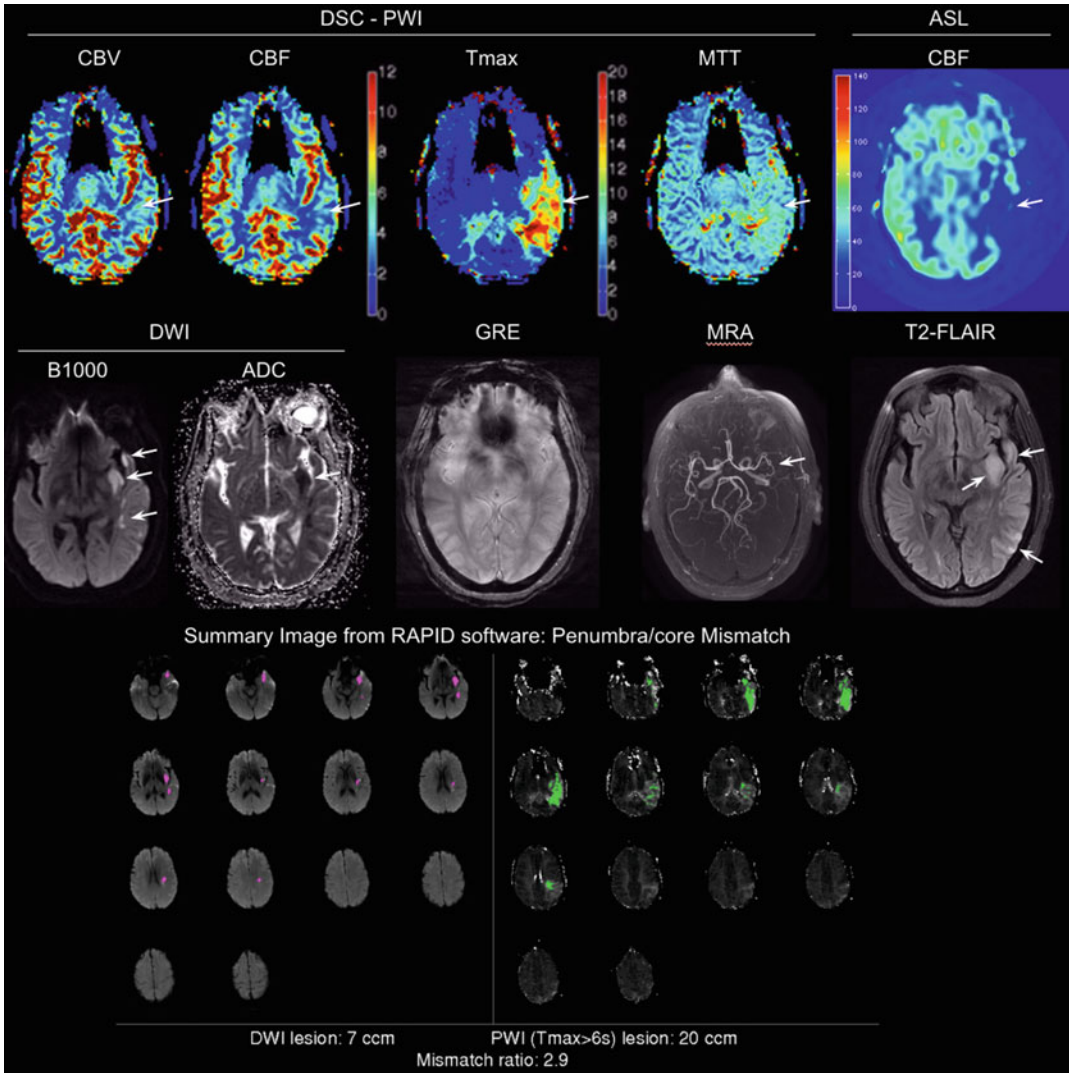 DSC - PWI
ASL
CBV
CBF
Tmax
MTT
CBF
12
10
8
6
4
2
0
20
18
16
14
12
10
8
6
4
2
0
140
120
100
80
60
40
20
0
DWI
GRE
MRA
T2-FLAIR
B1000
ADC
Summary Image from RAPID software: Penumbra/core Mismatch
DWI lesion: 7 ccm
PWI (Tmax>6s) lesion: 20 ccm
Mismatch ratio: 2.9